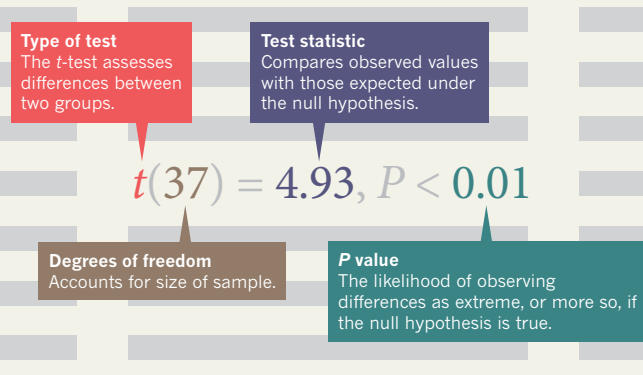 Type of test
The t-test assesses
differences between
two groups.
Test statistic
Compares observed values
with those expected under
the null hypothesis.
t(37) = 4.93, P < 0.01
Degrees of freedom
Accounts for size of sample.
P value
The likelihood of observing
differences as extreme, or more so, if
the null hypothesis is true.